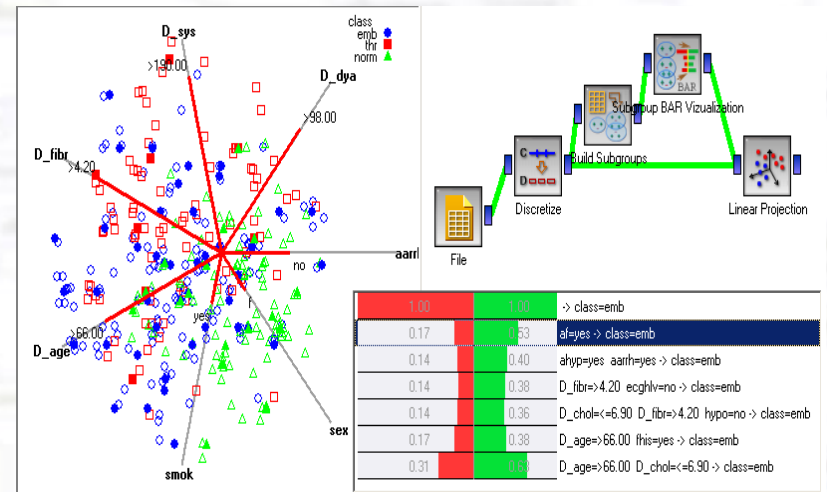 D_sys
class
emb
thr
norm
>130.00
D_dya
>98.00
D_fibr
>4.20
aarrl
no
f
yes
>66.00
D_age
sex
smok
BAR
Subgroup BAR Vizualization
Build Subgroups
C
D
Discretize
Linear Projection
File
1.00 1.00 -> class=emb
0.17 0.53 af=yes -> class=emb
0.14 0.40 ahyp=yes aarrh=yes -> class=emb
0.14 0.38 D_fibr=>4.20 ecghlv=no -> class=emb
0.14 0.36 D_chol=<=6.90 D_fibr=>4.20 hypo=no -> class=emb
0.17 0.38 D_age=>66.00 fhis=yes -> class=emb
0.31 0.63 D_age=>66.00 D_chol=<=6.90 -> class=emb